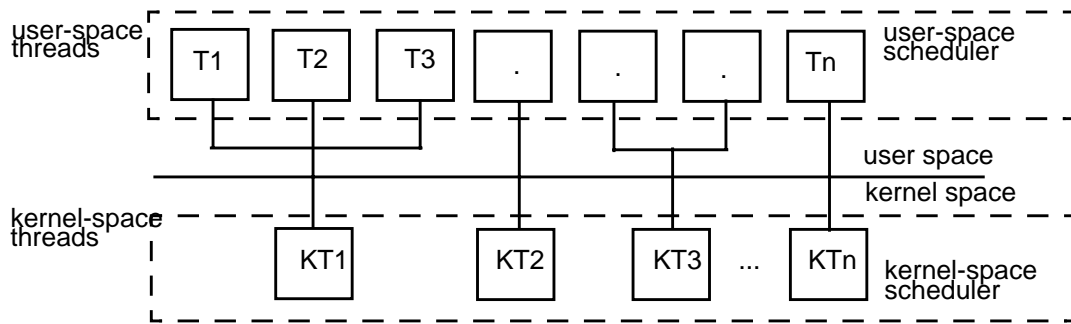 user-space
threads
T1 T2 T3 . . . Tn
user-space
scheduler
user space
kernel space
kernel-space
threads
KT1 KT2 KT3 ... KTn
kernel-space
scheduler